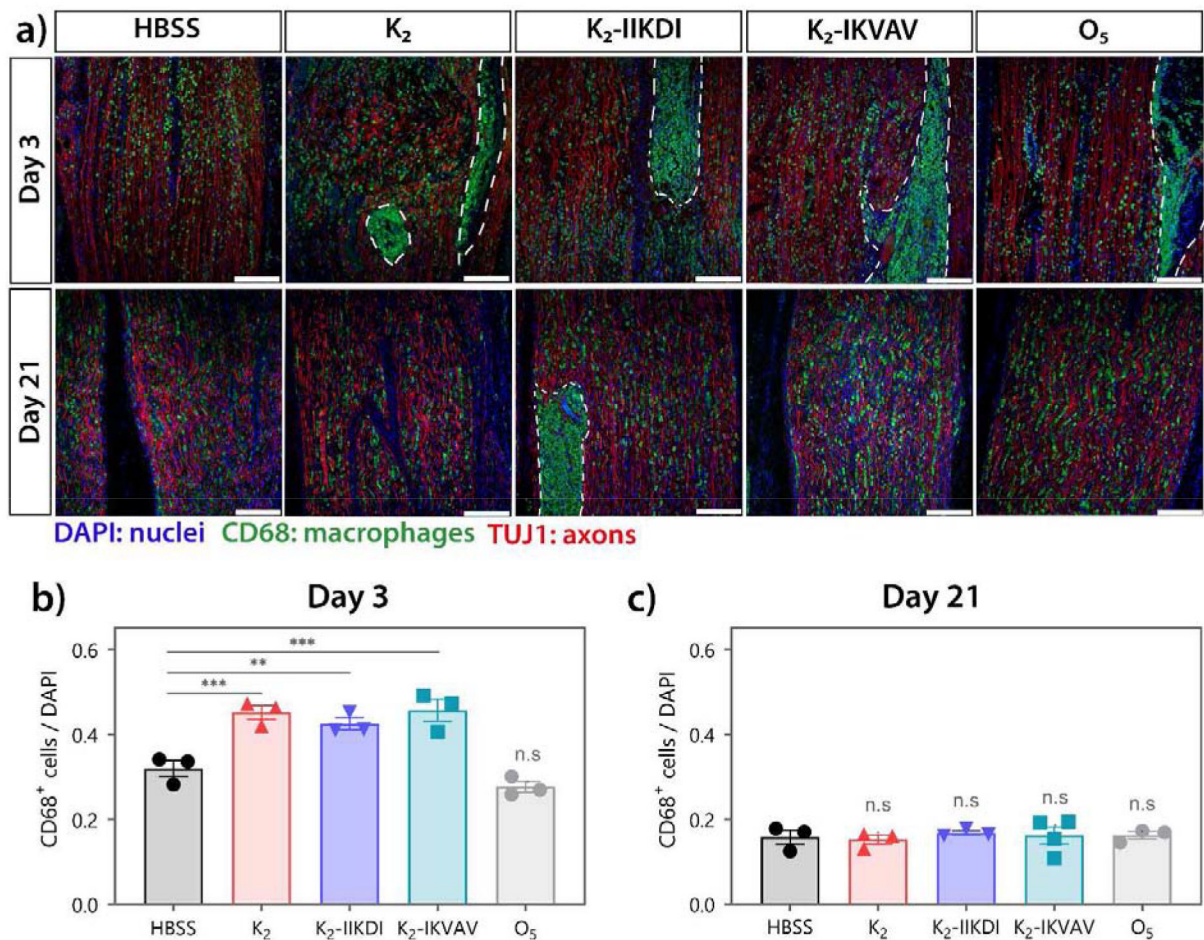 a)
HBSS K₂ K₂-IIKDI K₂-IKVAV O₅
Day 3
Day 21
DAPI: nuclei CD68: macrophages TUJ1: axons
b) Day 3
CD68⁺ cells / DAPI
0.6
0.4
0.2
0.0
***
**
***
n.s
HBSS K₂ K₂-IIKDI K₂-IKVAV O₅
c) Day 21
CD68⁺ cells / DAPI
0.6
0.4
0.2
0.0
n.s n.s n.s n.s
HBSS K₂ K₂-IIKDI K₂-IKVAV O₅